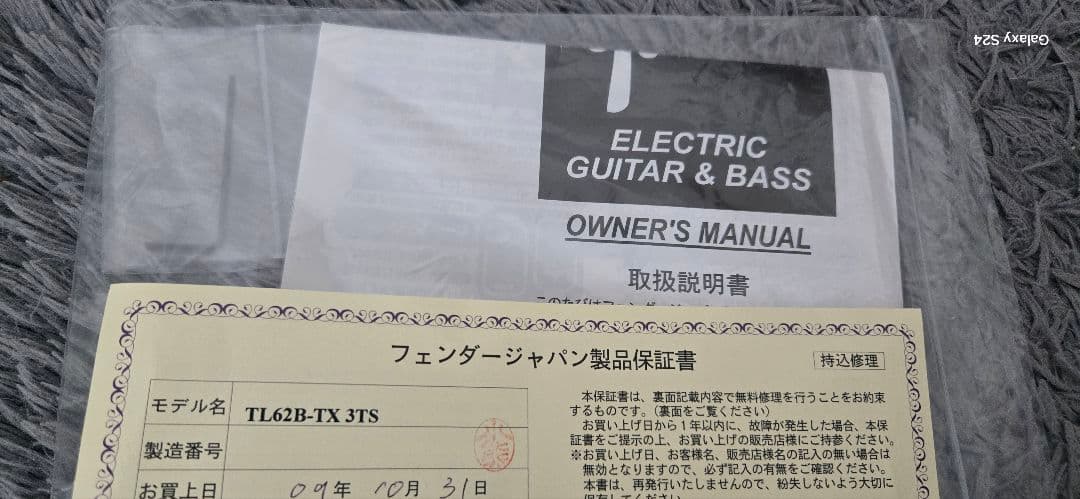 Galaxy S24
ELECTRIC
GUITAR & BASS
OWNER'S MANUAL
取扱説明書
フェンダージャパン製品保証書
持込修理
モデル名 TL62B-TX 3TS
製造番号
お買上日 09年 10月 31日
本保証書は、裏面記載内容で無料修理を行うことをお約束
するものです。(裏面をご覧ください)
お買い上げ日から1年以内に、故障が発生した場合、本保
証書をご提示の上、お買い上げの販売店様にご持参ください。
※お買い上げ日、お客様名、販売店様名の記入の無い場合は
無効となりますので、必ず記入の有無をご確認ください。
本書は、再発行いたしませんので、紛失しないよう大切に
保存してください。